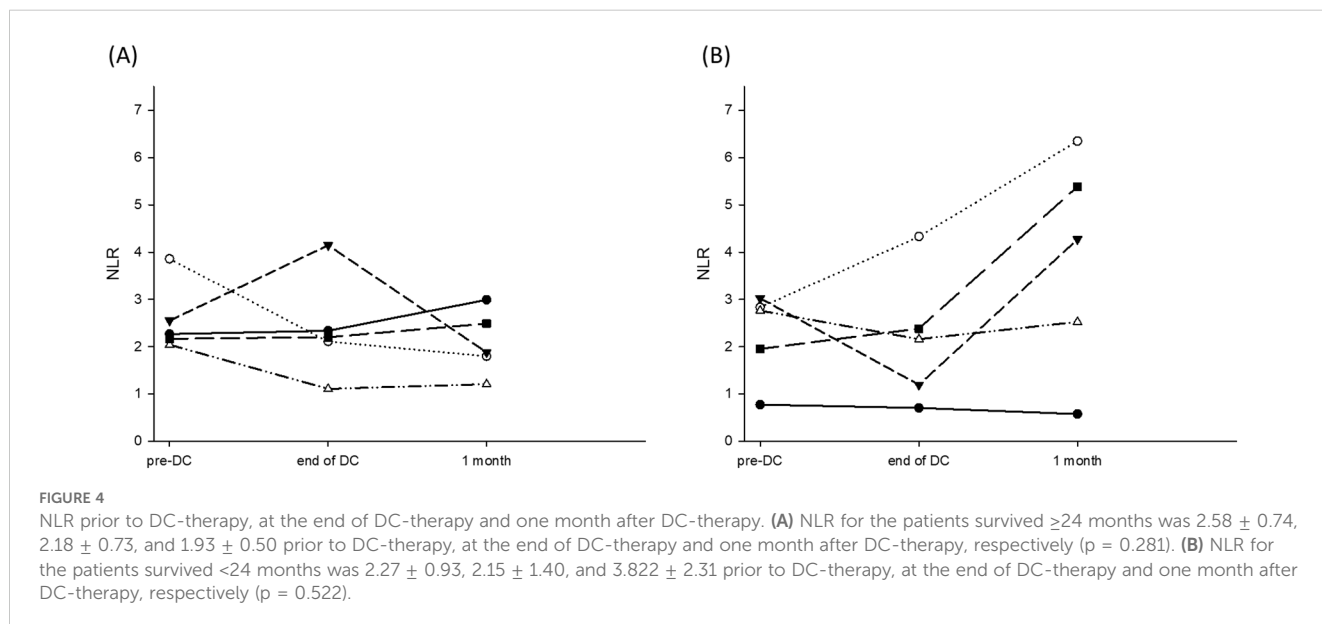 (A)
7
6
5
4
3
2
1
0
NLR
pre-DC
end of DC
1 month
(B)
7
6
5
4
3
2
1
0
NLR
pre-DC
end of DC
1 month
FIGURE 4
NLR prior to DC-therapy, at the end of DC-therapy and one month after DC-therapy. (A) NLR for the patients survived ≥24 months was 2.58 ± 0.74,
2.18 ± 0.73, and 1.93 ± 0.50 prior to DC-therapy, at the end of DC-therapy and one month after DC-therapy, respectively (p = 0.281). (B) NLR for
the patients survived <24 months was 2.27 ± 0.93, 2.15 ± 1.40, and 3.822 ± 2.31 prior to DC-therapy, at the end of DC-therapy and one month after
DC-therapy, respectively (p = 0.522).